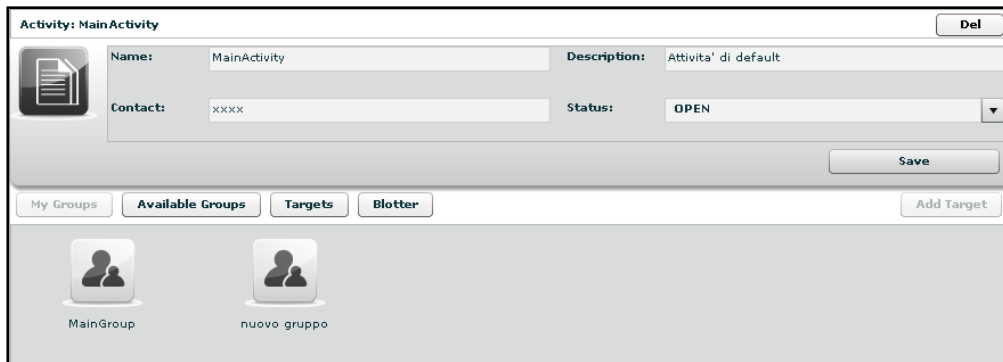 Activity: MainActivity
Del
Name: MainActivity Description: Attivita' di default
Contact: xxxx Status: OPEN
Save
My Groups Available Groups Targets Blotter Add Target
MainGroup nuovo gruppo